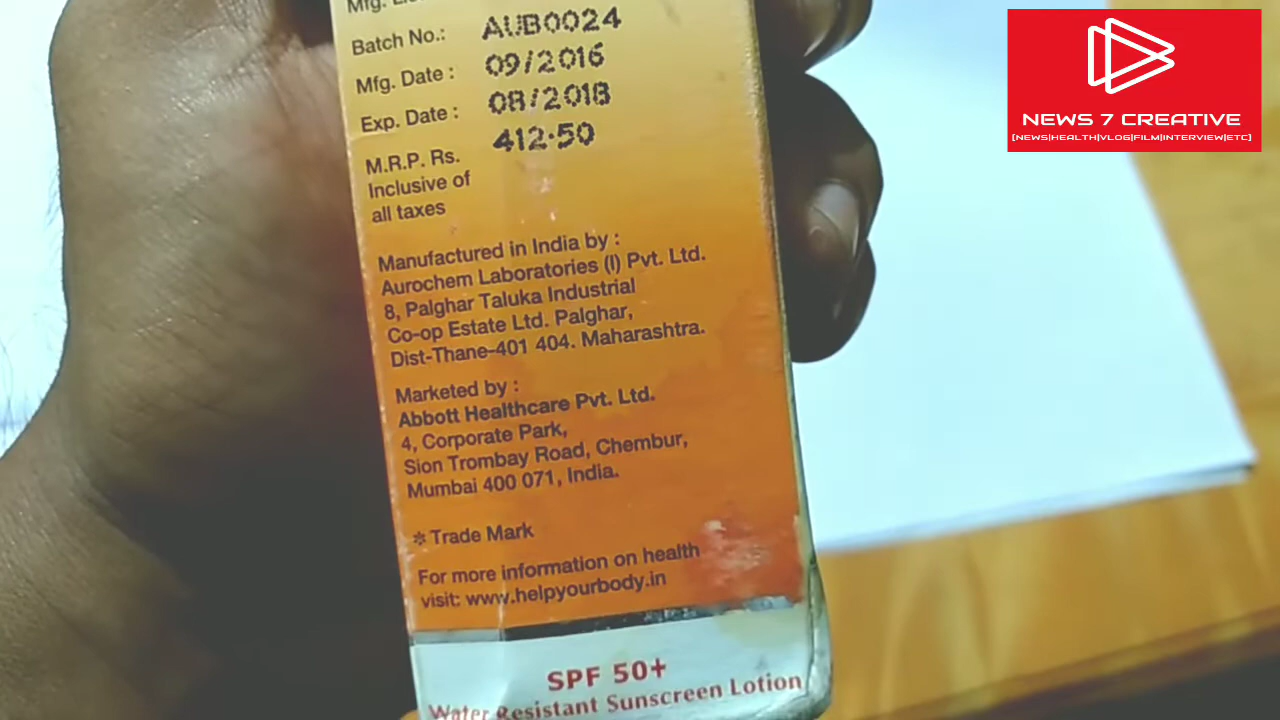 Batch No.: AUB0024
Mfg. Date : 09/2016
Exp. Date : 08/2018
M.R.P. Rs. 412.50
Inclusive of
all taxes
Manufactured in India by :
Aurochem Laboratories (I) Pvt. Ltd.
8, Palghar Taluka Industrial
Co-op Estate Ltd. Palghar,
Dist-Thane-401 404. Maharashtra.
Marketed by :
Abbott Healthcare Pvt. Ltd.
4, Corporate Park,
Sion Trombay Road, Chembur,
Mumbai 400 071, India.
* Trade Mark
For more information on health
visit: www.helpyourbody.in
SPF 50+
Water Resistant Sunscreen Lotion
NEWS 7 CREATIVE
[NEWS|HEALTH|VLOG|FILM|INTERVIEW|ETC]